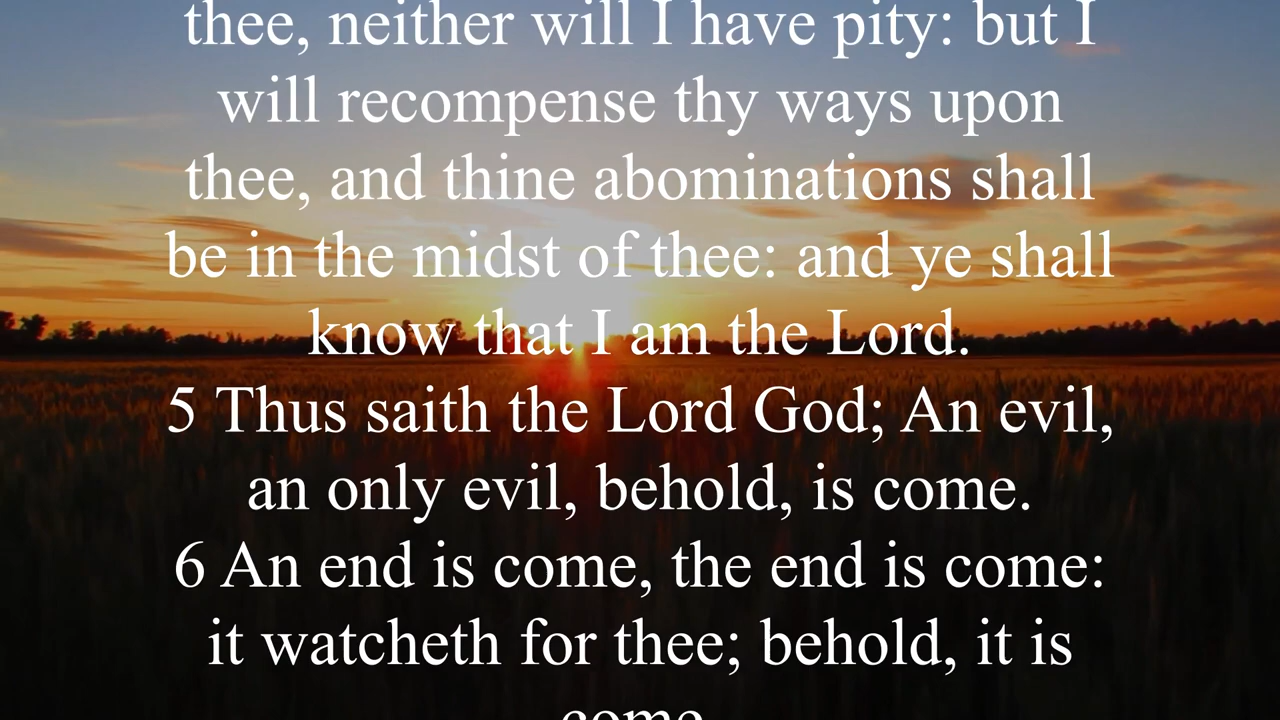 thee, neither will I have pity: but I
will recompense thy ways upon
thee, and thine abominations shall
be in the midst of thee: and ye shall
know that I am the Lord.
5 Thus saith the Lord God; An evil,
an only evil, behold, is come.
6 An end is come, the end is come:
it watcheth for thee; behold, it is
come.